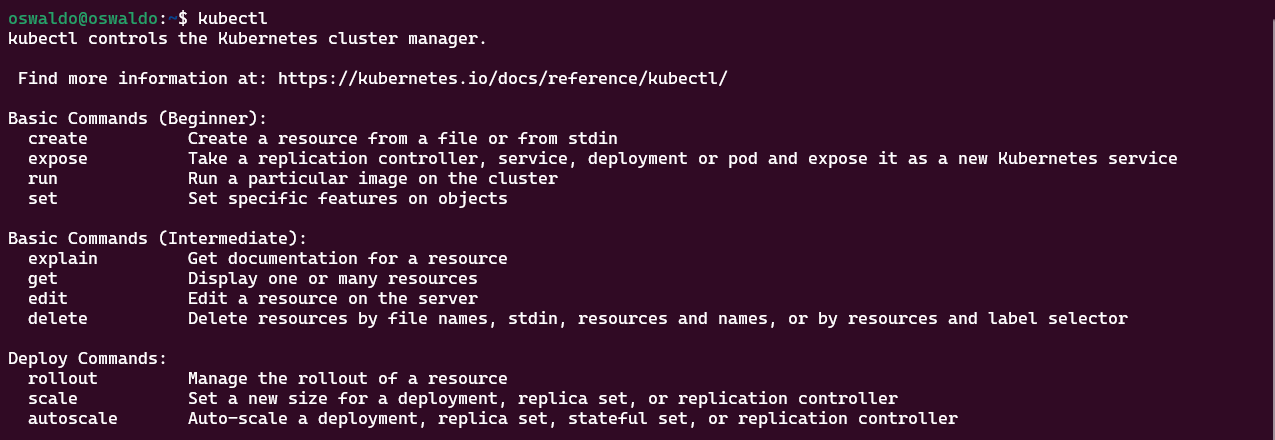 oswaldo@oswaldo:~$ kubectl
kubectl controls the Kubernetes cluster manager.
Find more information at: https://kubernetes.io/docs/reference/kubectl/
Basic Commands (Beginner):
create          Create a resource from a file or from stdin
expose          Take a replication controller, service, deployment or pod and expose it as a new Kubernetes service
run             Run a particular image on the cluster
set             Set specific features on objects
Basic Commands (Intermediate):
explain         Get documentation for a resource
get             Display one or many resources
edit            Edit a resource on the server
delete          Delete resources by file names, stdin, resources and names, or by resources and label selector
Deploy Commands:
rollout         Manage the rollout of a resource
scale           Set a new size for a deployment, replica set, or replication controller
autoscale       Auto-scale a deployment, replica set, stateful set, or replication controller